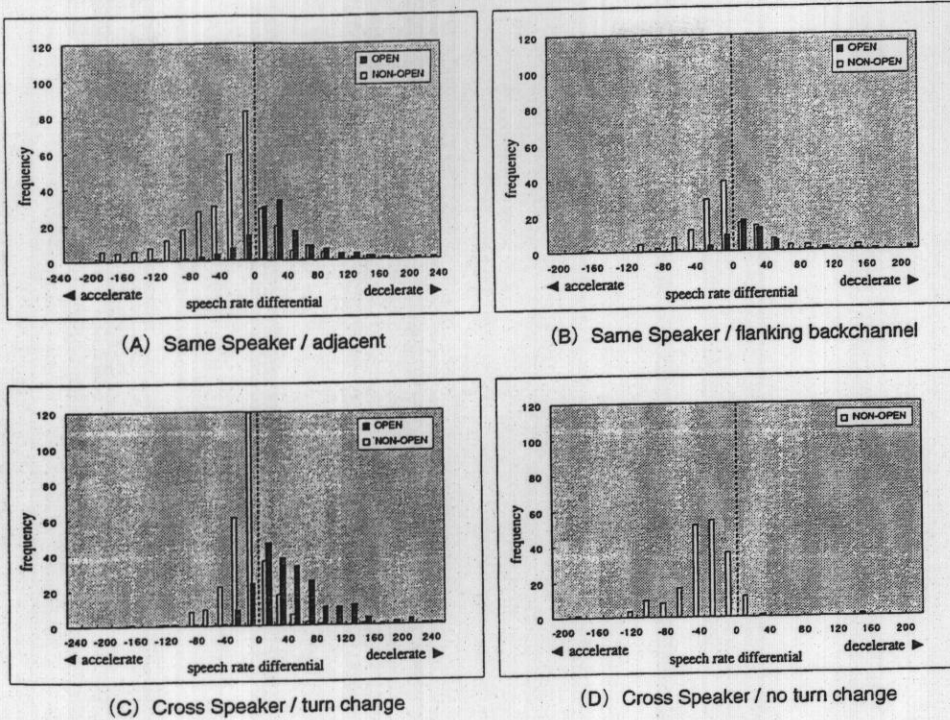 120
100
80
60
40
20
0
frequency
OPEN
NON-OPEN
-240 -200 -160 -120 -80 -40 0 40 80 120 160 200 240
◄ accelerate speech rate differential decelerate ►
(A) Same Speaker / adjacent
120
100
80
60
40
20
0
frequency
OPEN
NON-OPEN
-200 -160 -120 -80 -40 0 40 80 120 160 200
◄ accelerate speech rate differential decelerate ►
(B) Same Speaker / flanking backchannel
120
100
80
60
40
20
0
frequency
OPEN
NON-OPEN
-240 -200 -160 -120 -80 -40 0 40 80 120 160 200 240
◄ accelerate speech rate differential decelerate ►
(C) Cross Speaker / turn change
120
100
80
60
40
20
0
frequency
NON-OPEN
-200 -160 -120 -80 -40 0 40 80 120 160 200
◄ accelerate speech rate differential decelerate ►
(D) Cross Speaker / no turn change